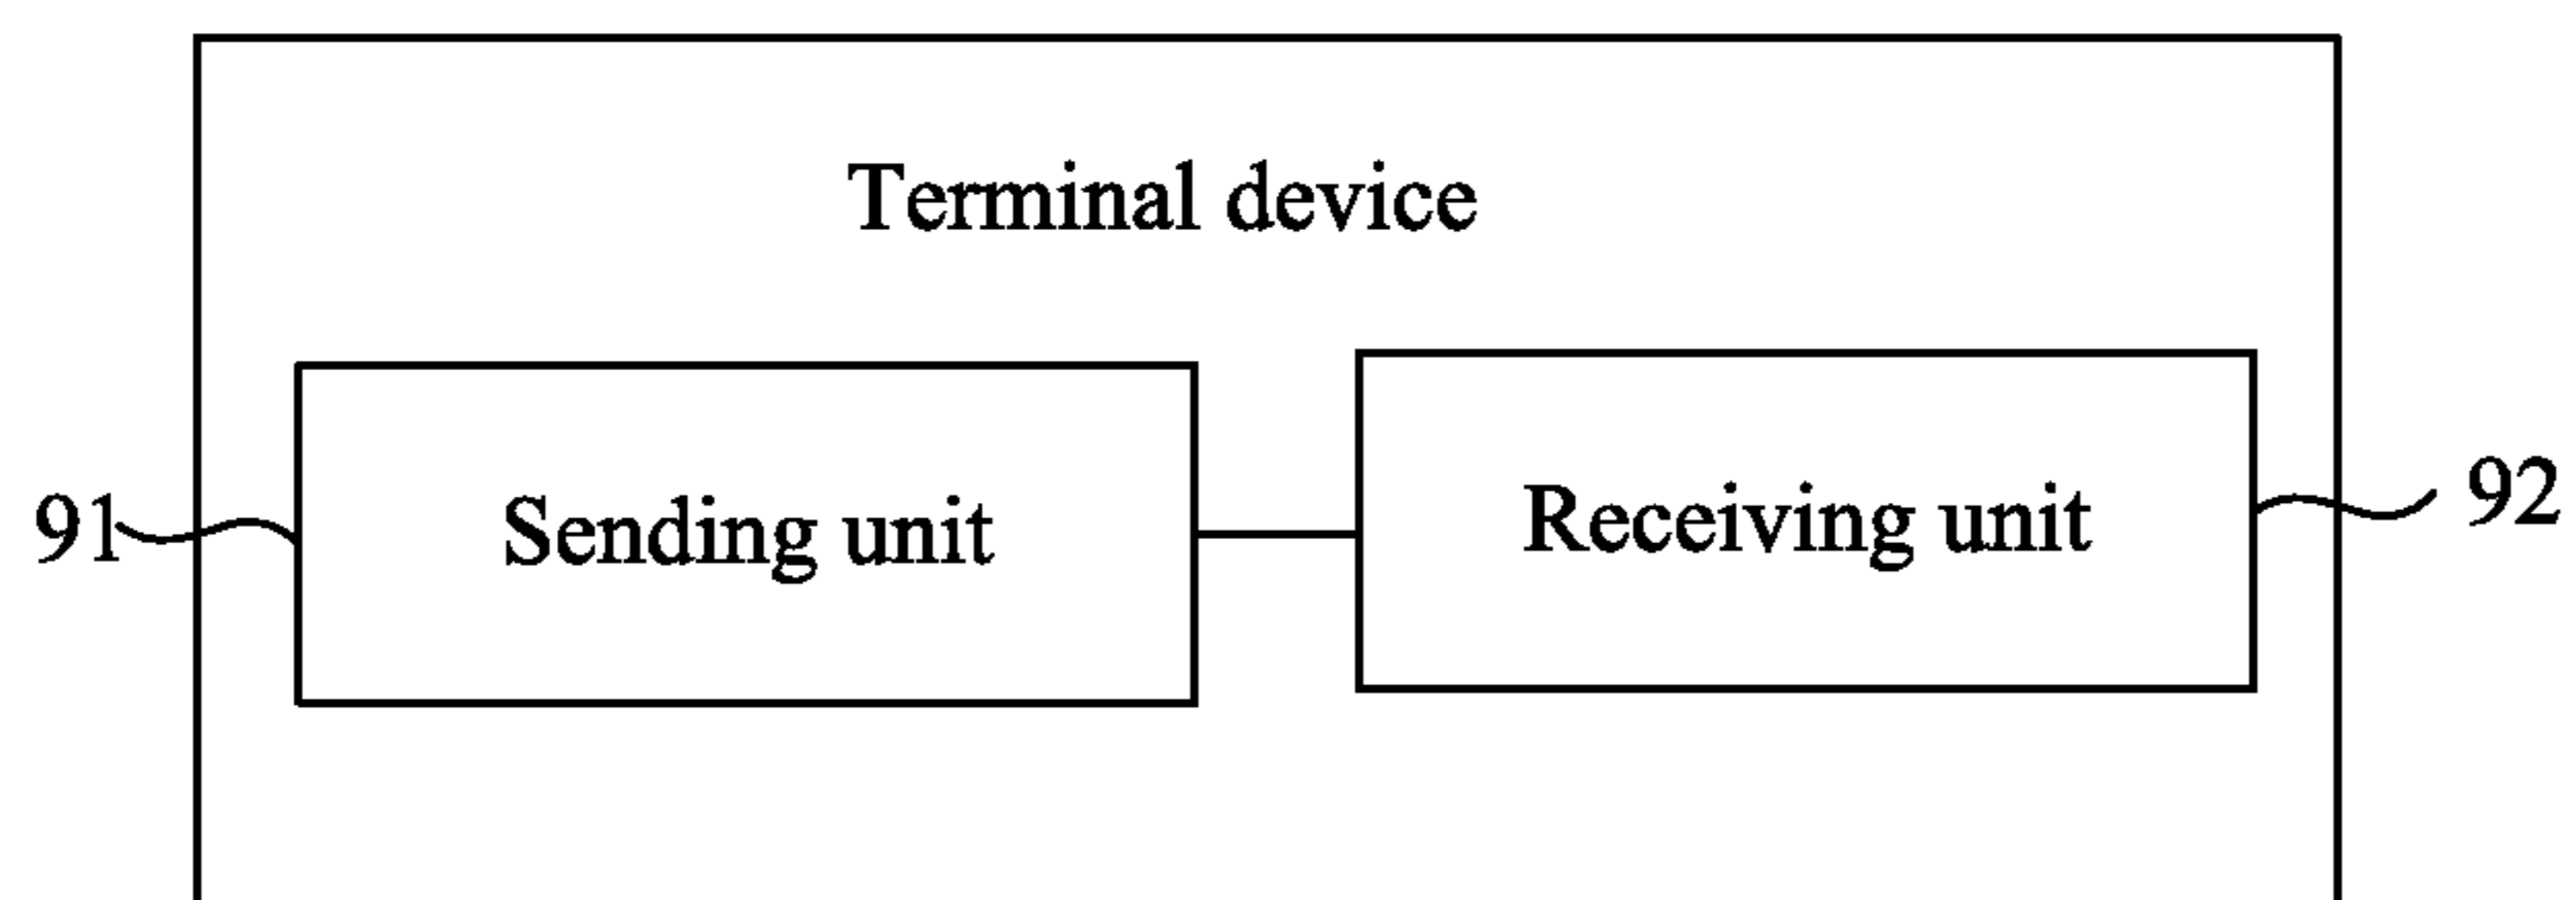 Terminal device
91
Sending unit
Receiving unit
92